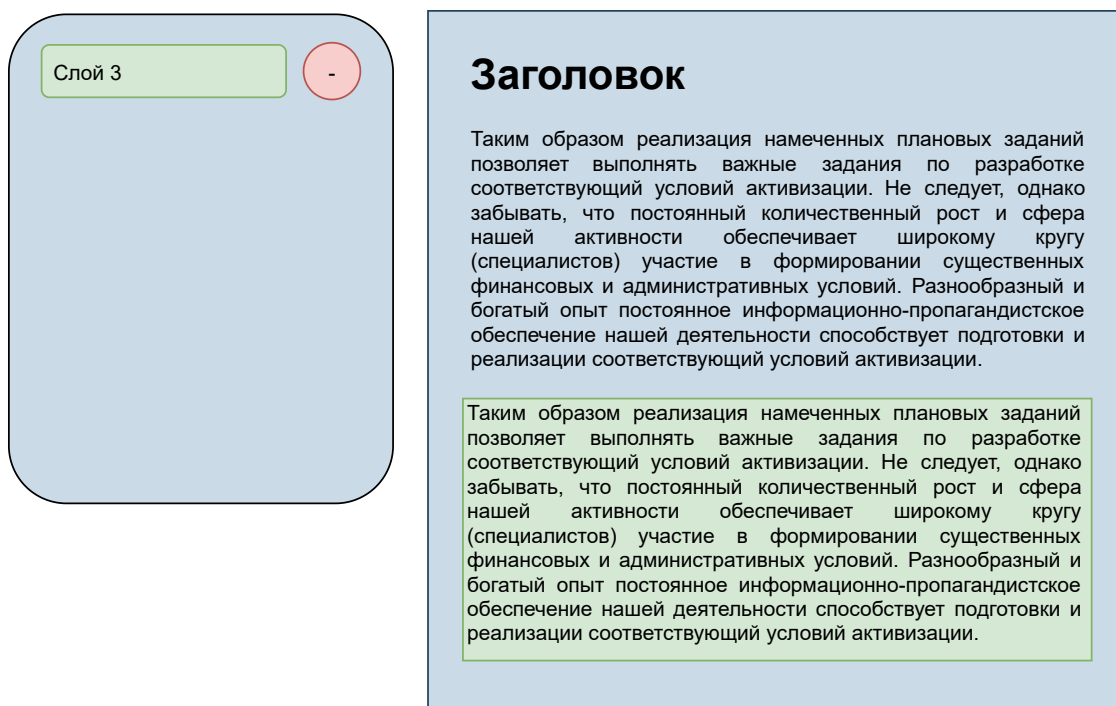 Слой 3
-
Заголовок
Таким образом реализация намеченных плановых заданий
позволяет выполнять важные задания по разработке
соответствующий условий активизации. Не следует, однако
забывать, что постоянный количественный рост и сфера
нашей активности обеспечивает широкому кругу
(специалистов) участие в формировании существенных
финансовых и административных условий. Разнообразный и
богатый опыт постоянное информационно-пропагандистское
обеспечение нашей деятельности способствует подготовки и
реализации соответствующий условий активизации.
Таким образом реализация намеченных плановых заданий
позволяет выполнять важные задания по разработке
соответствующий условий активизации. Не следует, однако
забывать, что постоянный количественный рост и сфера
нашей активности обеспечивает широкому кругу
(специалистов) участие в формировании существенных
финансовых и административных условий. Разнообразный и
богатый опыт постоянное информационно-пропагандистское
обеспечение нашей деятельности способствует подготовки и
реализации соответствующий условий активизации.